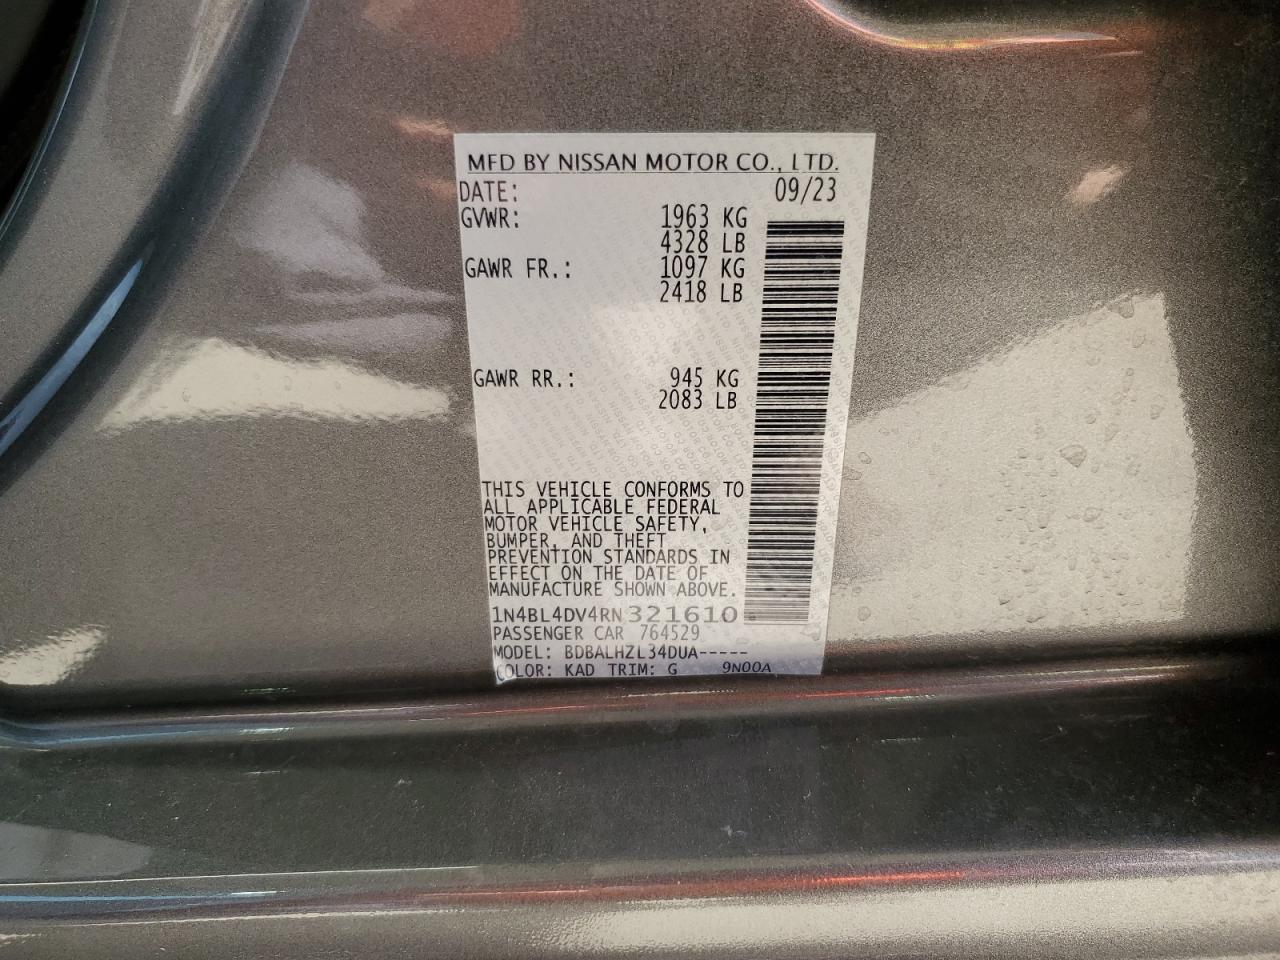 MFD BY NISSAN MOTOR CO., LTD.
DATE: 09/23
GVWR: 1963 KG
4328 LB
GAWR FR.: 1097 KG
2418 LB
GAWR RR.: 945 KG
2083 LB
THIS VEHICLE CONFORMS TO
ALL APPLICABLE FEDERAL
MOTOR VEHICLE SAFETY,
BUMPER, AND THEFT
PREVENTION STANDARDS IN
EFFECT ON THE DATE OF
MANUFACTURE SHOWN ABOVE.
1N4BL4DV4RN321610
PASSENGER CAR 764529
MODEL: BDBALHZL34DUA-----
COLOR: KAD TRIM: G 9N00A